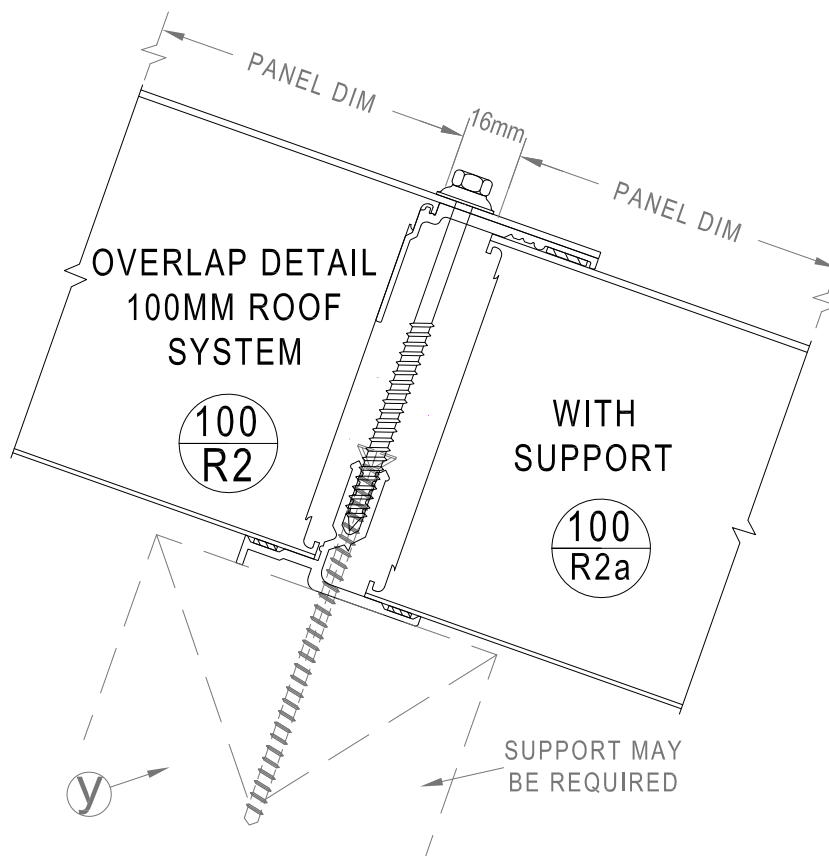 PANEL DIM
16mm
PANEL DIM
OVERLAP DETAIL
100MM ROOF
SYSTEM
100
R2
WITH
SUPPORT
100
R2a
SUPPORT MAY
BE REQUIRED
y